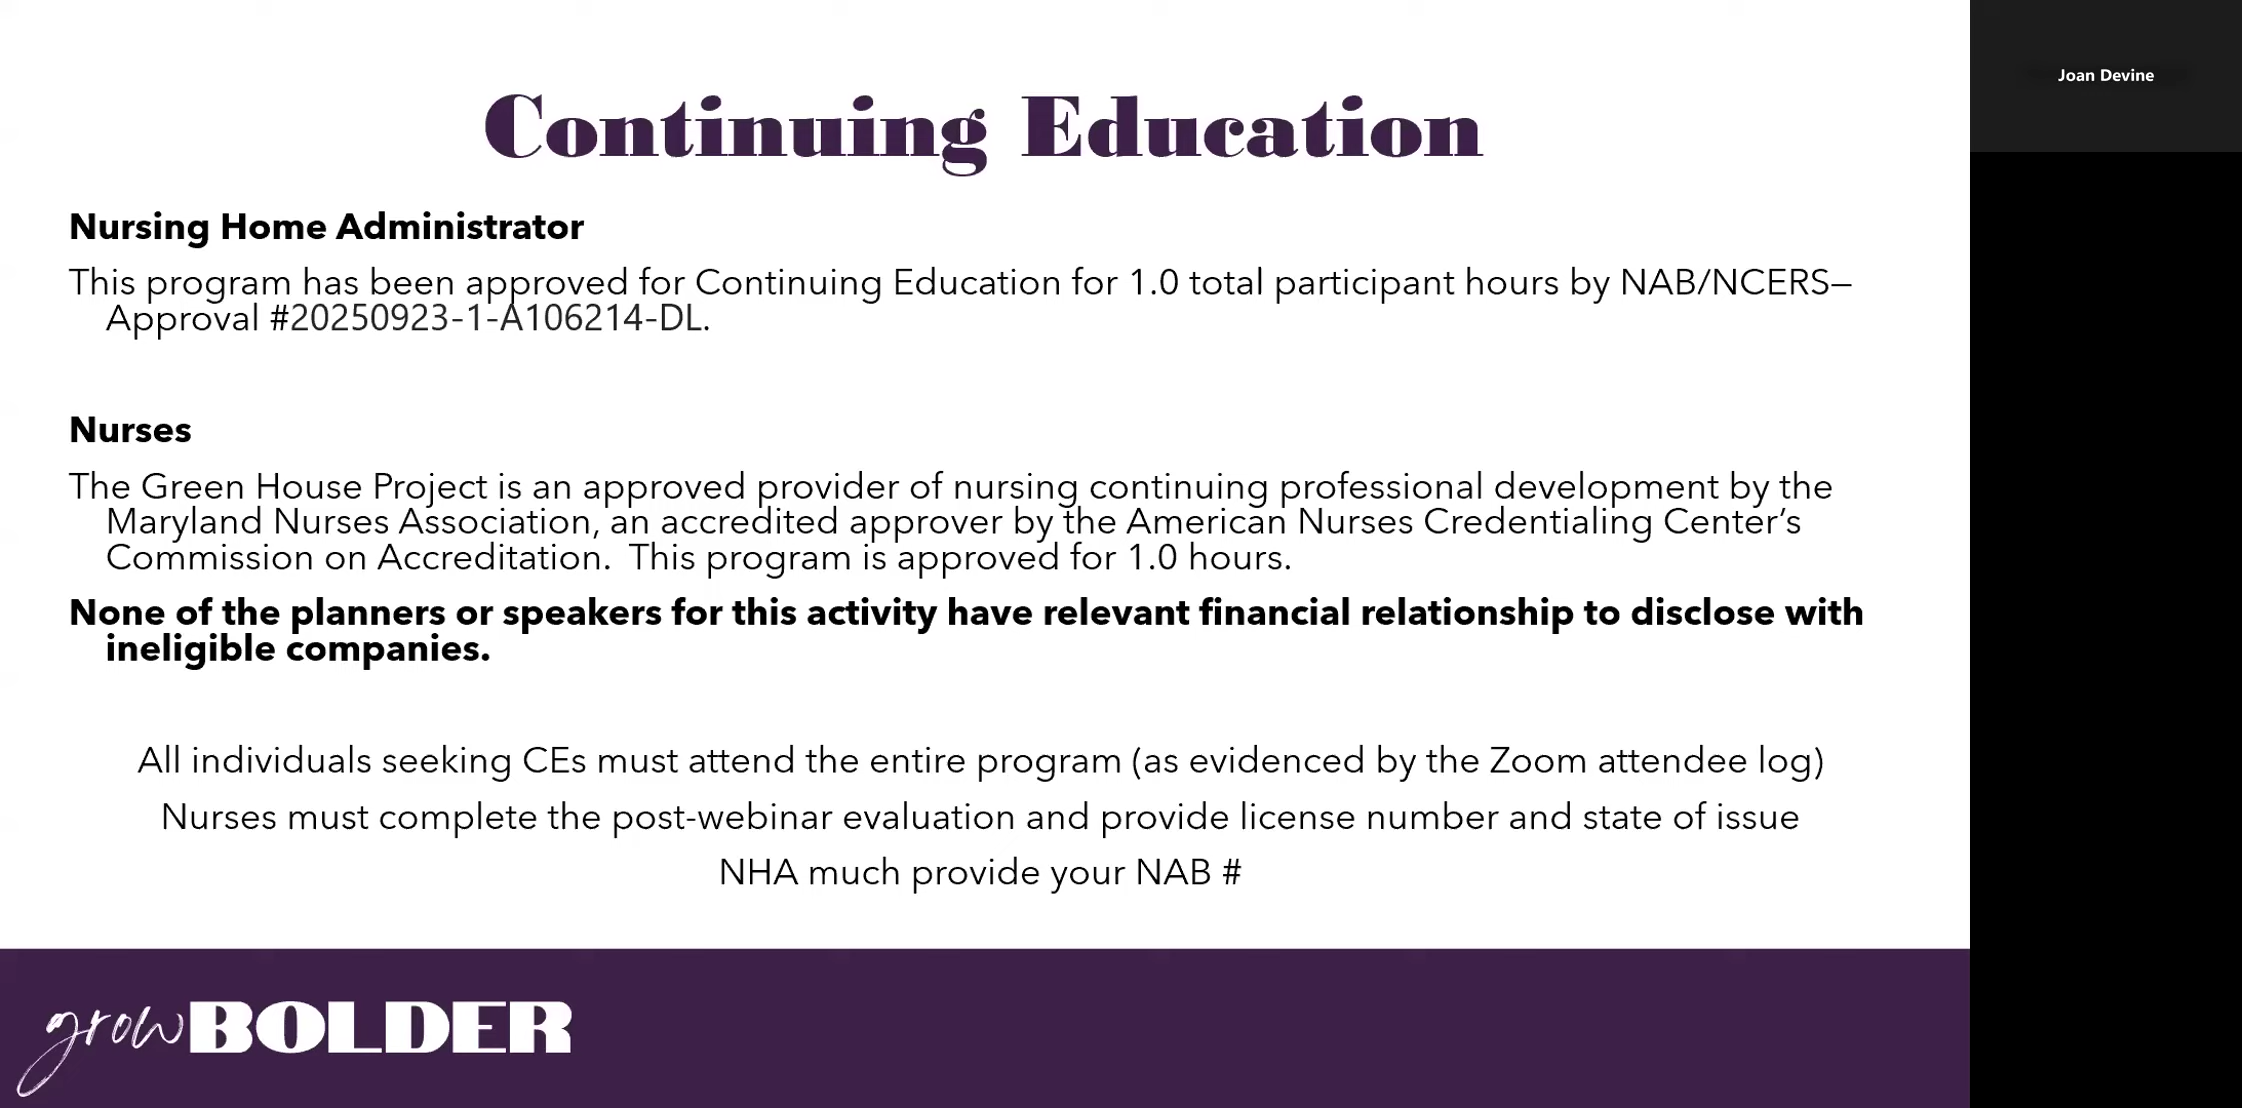 Continuing Education
Joan Devine
Nursing Home Administrator
This program has been approved for Continuing Education for 1.0 total participant hours by NAB/NCERS—
Approval #20250923-1-A106214-DL.
Nurses
The Green House Project is an approved provider of nursing continuing professional development by the
Maryland Nurses Association, an accredited approver by the American Nurses Credentialing Center’s
Commission on Accreditation.  This program is approved for 1.0 hours.
None of the planners or speakers for this activity have relevant financial relationship to disclose with
ineligible companies.
All individuals seeking CEs must attend the entire program (as evidenced by the Zoom attendee log)
Nurses must complete the post-webinar evaluation and provide license number and state of issue
NHA much provide your NAB #
grow BOLDER